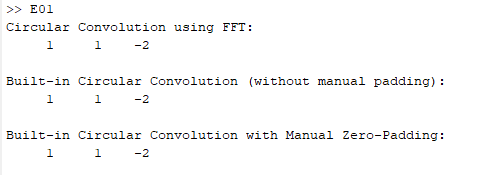 >> E01
Circular Convolution using FFT:
1 1 -2
Built-in Circular Convolution (without manual padding):
1 1 -2
Built-in Circular Convolution with Manual Zero-Padding:
1 1 -2